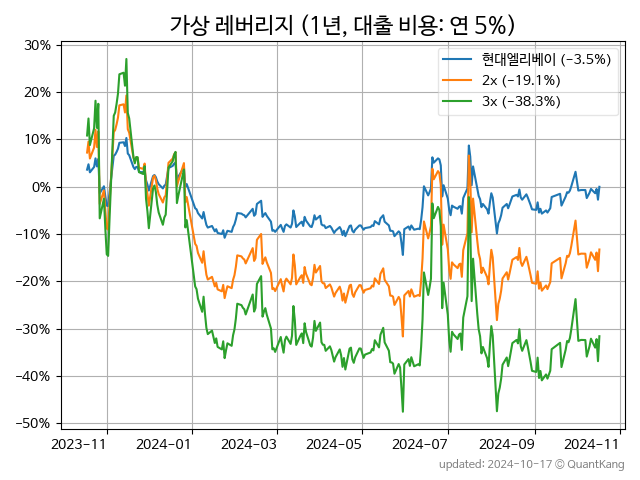 가상 레버리지 (1년, 대출 비용: 연 5%)
현대엘리베이 (-3.5%)
2x (-19.1%)
3x (-38.3%)
30%
20%
10%
0%
-10%
-20%
-30%
-40%
-50%
2023-11 2024-01 2024-03 2024-05 2024-07 2024-09 2024-11
updated: 2024-10-17 © QuantKang